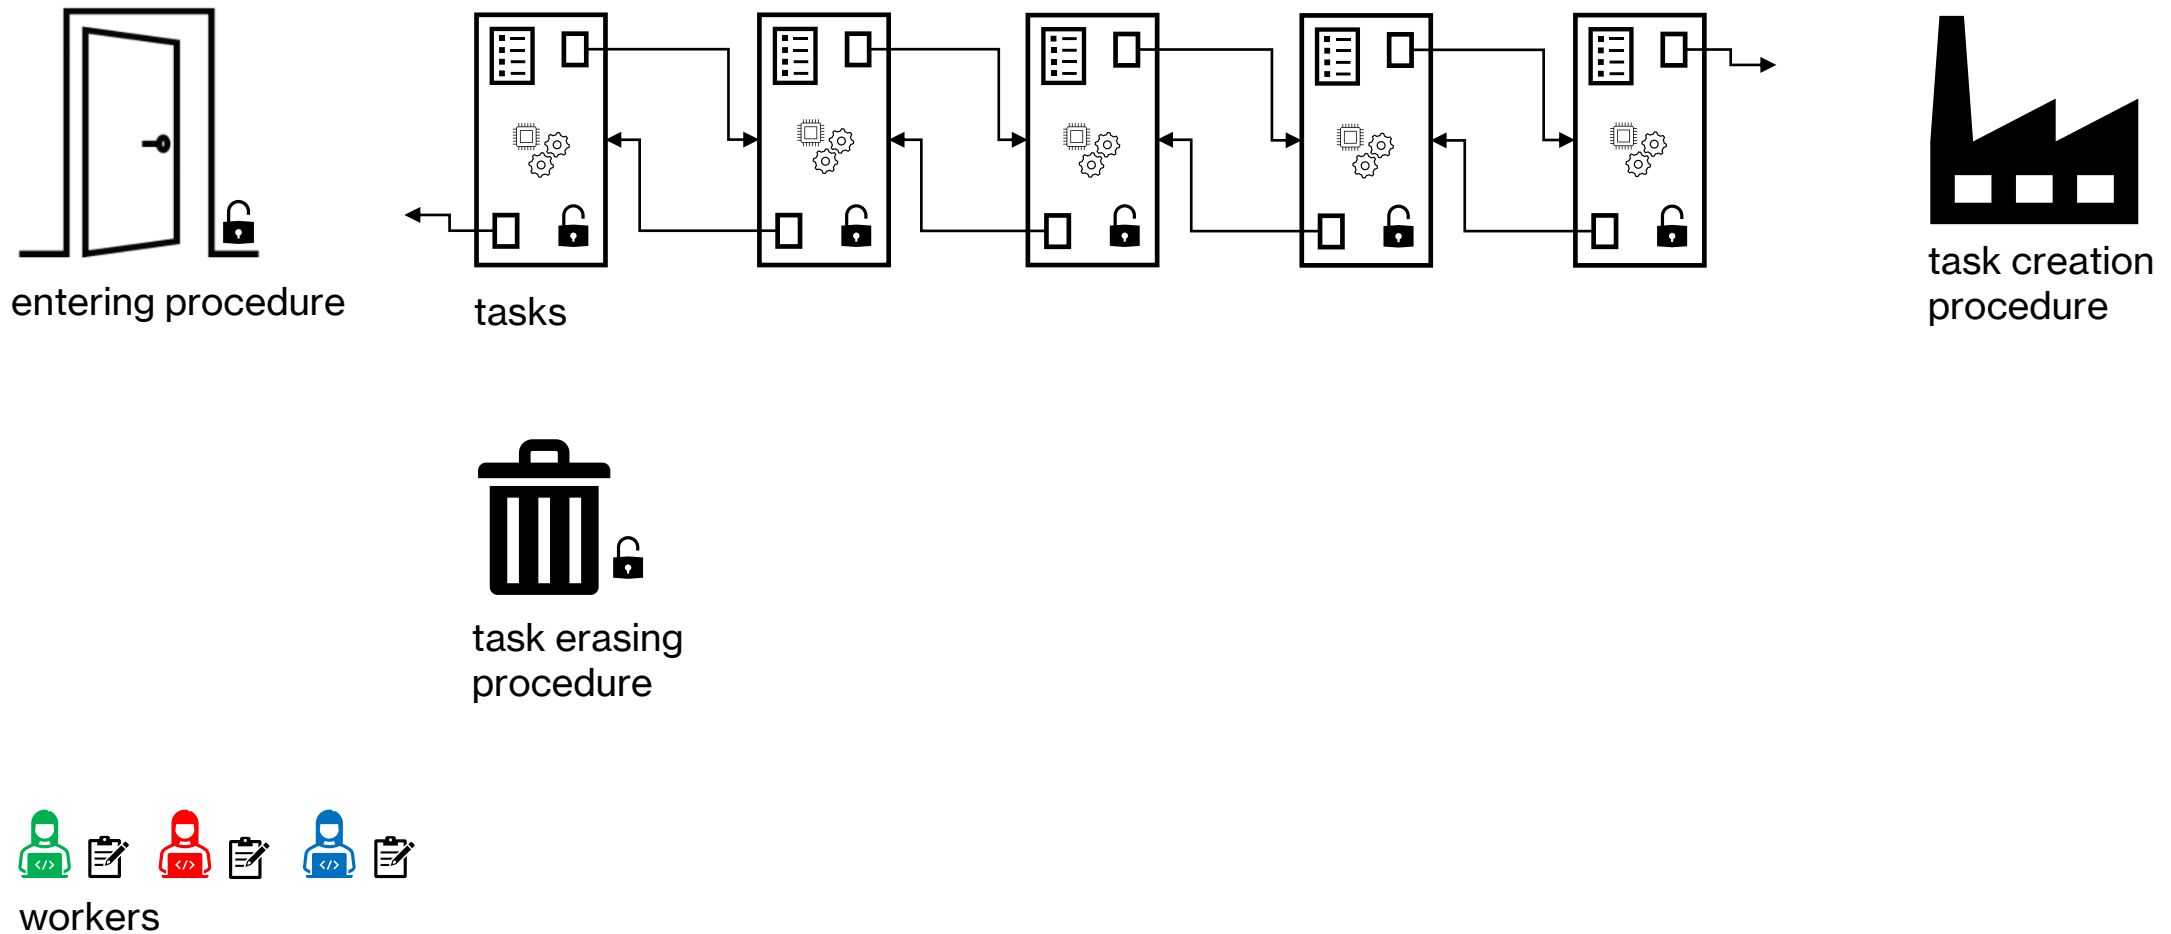 entering procedure
tasks
task creation
procedure
task erasing
procedure
</> </> </>
workers